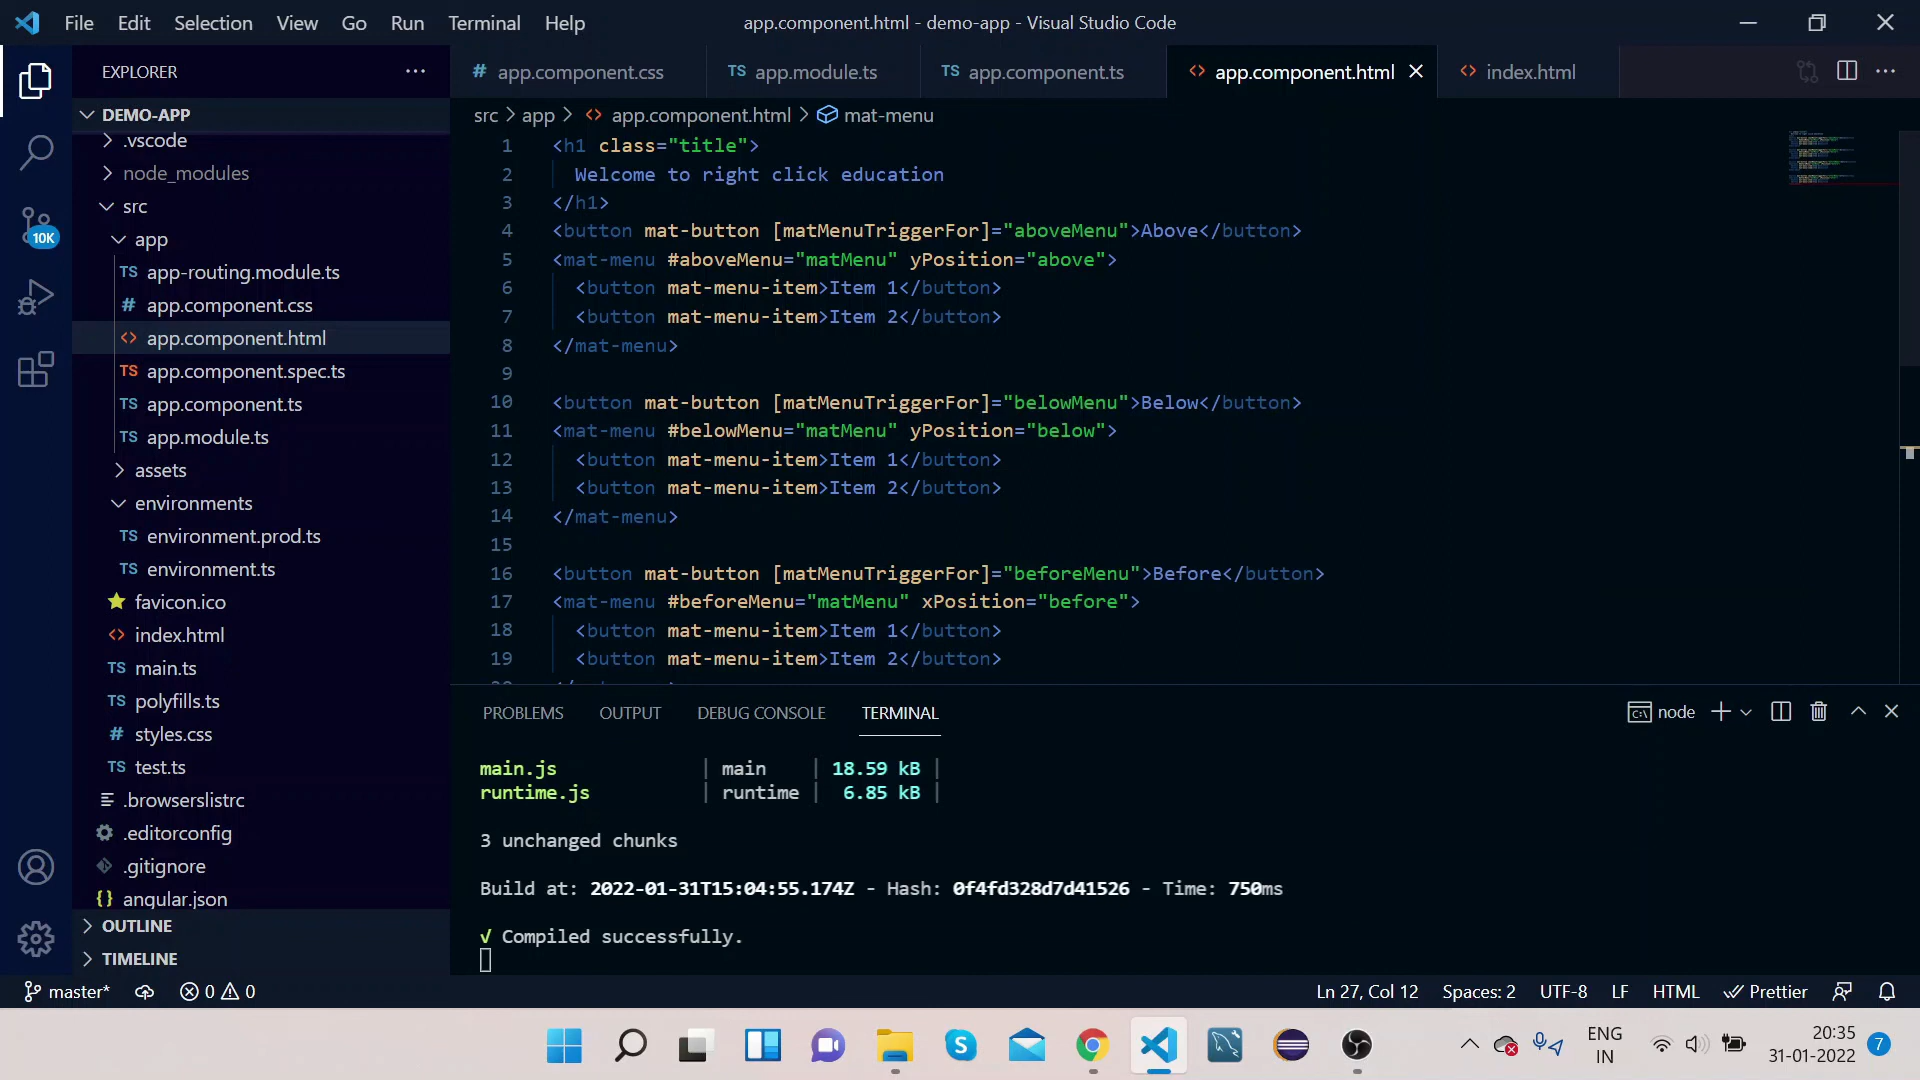 File Edit Selection View Go Run Terminal Help
app.component.html - demo-app - Visual Studio Code
EXPLORER
app.component.css
TS app.module.ts
TS app.component.ts
app.component.html
index.html
DEMO-APP
src > app > app.component.html > mat-menu
.vscode
node_modules
src
app
TS app-routing.module.ts
# app.component.css
app.component.html
TS app.component.spec.ts
TS app.component.ts
TS app.module.ts
assets
environments
TS environment.prod.ts
TS environment.ts
favicon.ico
index.html
TS main.ts
TS polyfills.ts
# styles.css
TS test.ts
.browserslistrc
.editorconfig
.gitignore
{} angular.json
OUTLINE
TIMELINE
10K
1 <h1 class="title">
2 Welcome to right click education
3 </h1>
4 <button mat-button [matMenuTriggerFor]="aboveMenu">Above</button>
5 <mat-menu #aboveMenu="matMenu" yPosition="above">
6 <button mat-menu-item>Item 1</button>
7 <button mat-menu-item>Item 2</button>
8 </mat-menu>
9
10 <button mat-button [matMenuTriggerFor]="belowMenu">Below</button>
11 <mat-menu #belowMenu="matMenu" yPosition="below">
12 <button mat-menu-item>Item 1</button>
13 <button mat-menu-item>Item 2</button>
14 </mat-menu>
15
16 <button mat-button [matMenuTriggerFor]="beforeMenu">Before</button>
17 <mat-menu #beforeMenu="matMenu" xPosition="before">
18 <button mat-menu-item>Item 1</button>
19 <button mat-menu-item>Item 2</button>
PROBLEMS OUTPUT DEBUG CONSOLE TERMINAL
node
main.js | main | 18.59 kB |
runtime.js | runtime | 6.85 kB |
3 unchanged chunks
Build at: 2022-01-31T15:04:55.174Z - Hash: 0f4fd328d7d41526 - Time: 750ms
√ Compiled successfully.
master* 0 0
Ln 27, Col 12 Spaces: 2 UTF-8 LF HTML Prettier
ENG
IN
20:35
31-01-2022
7